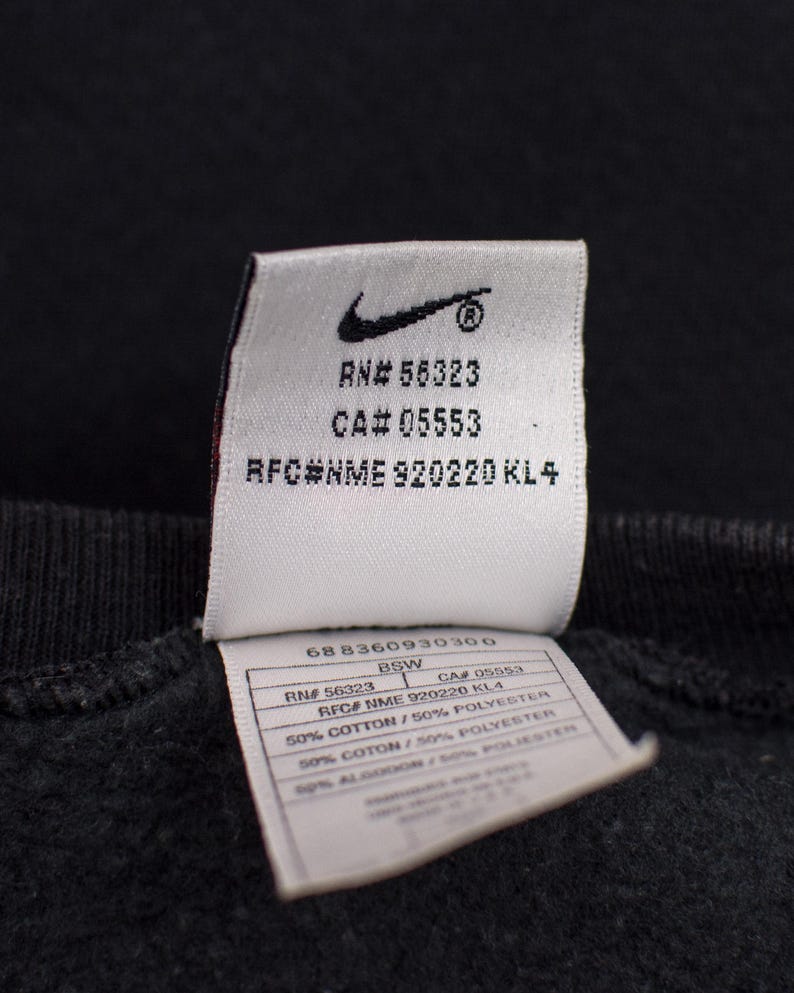 ®
RN# 56323
CA# 05553
RFC#NME 920220 KL4
688360930300
BSW
RN# 56323 CA# 05553
RFC# NME 920220 KL4
50% COTTON / 50% POLYESTER
50% COTON / 50% POLYESTER
50% ALGODON / 50% POLIESTER